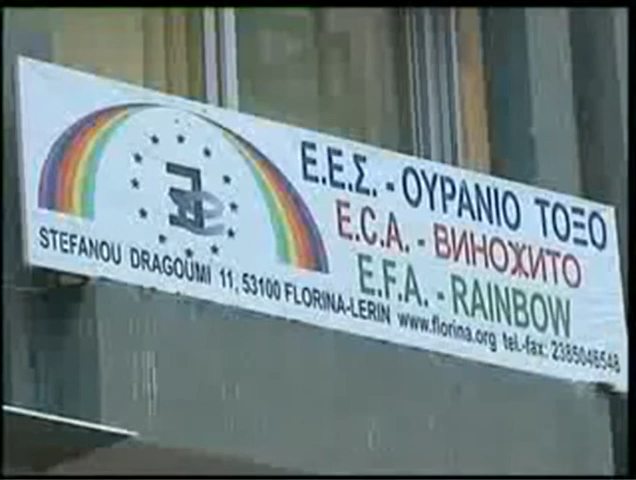 Ε.Ε.Σ. - ΟΥΡΑΝΙΟ ΤΟΞΟ
Е.С.А. - ВИНОЖИТО
E.F.A. - RAINBOW
STEFANOU DRAGOUMI 11, 53100 FLORINA-LERIN www.florina.org tel.-fax: 2385046548